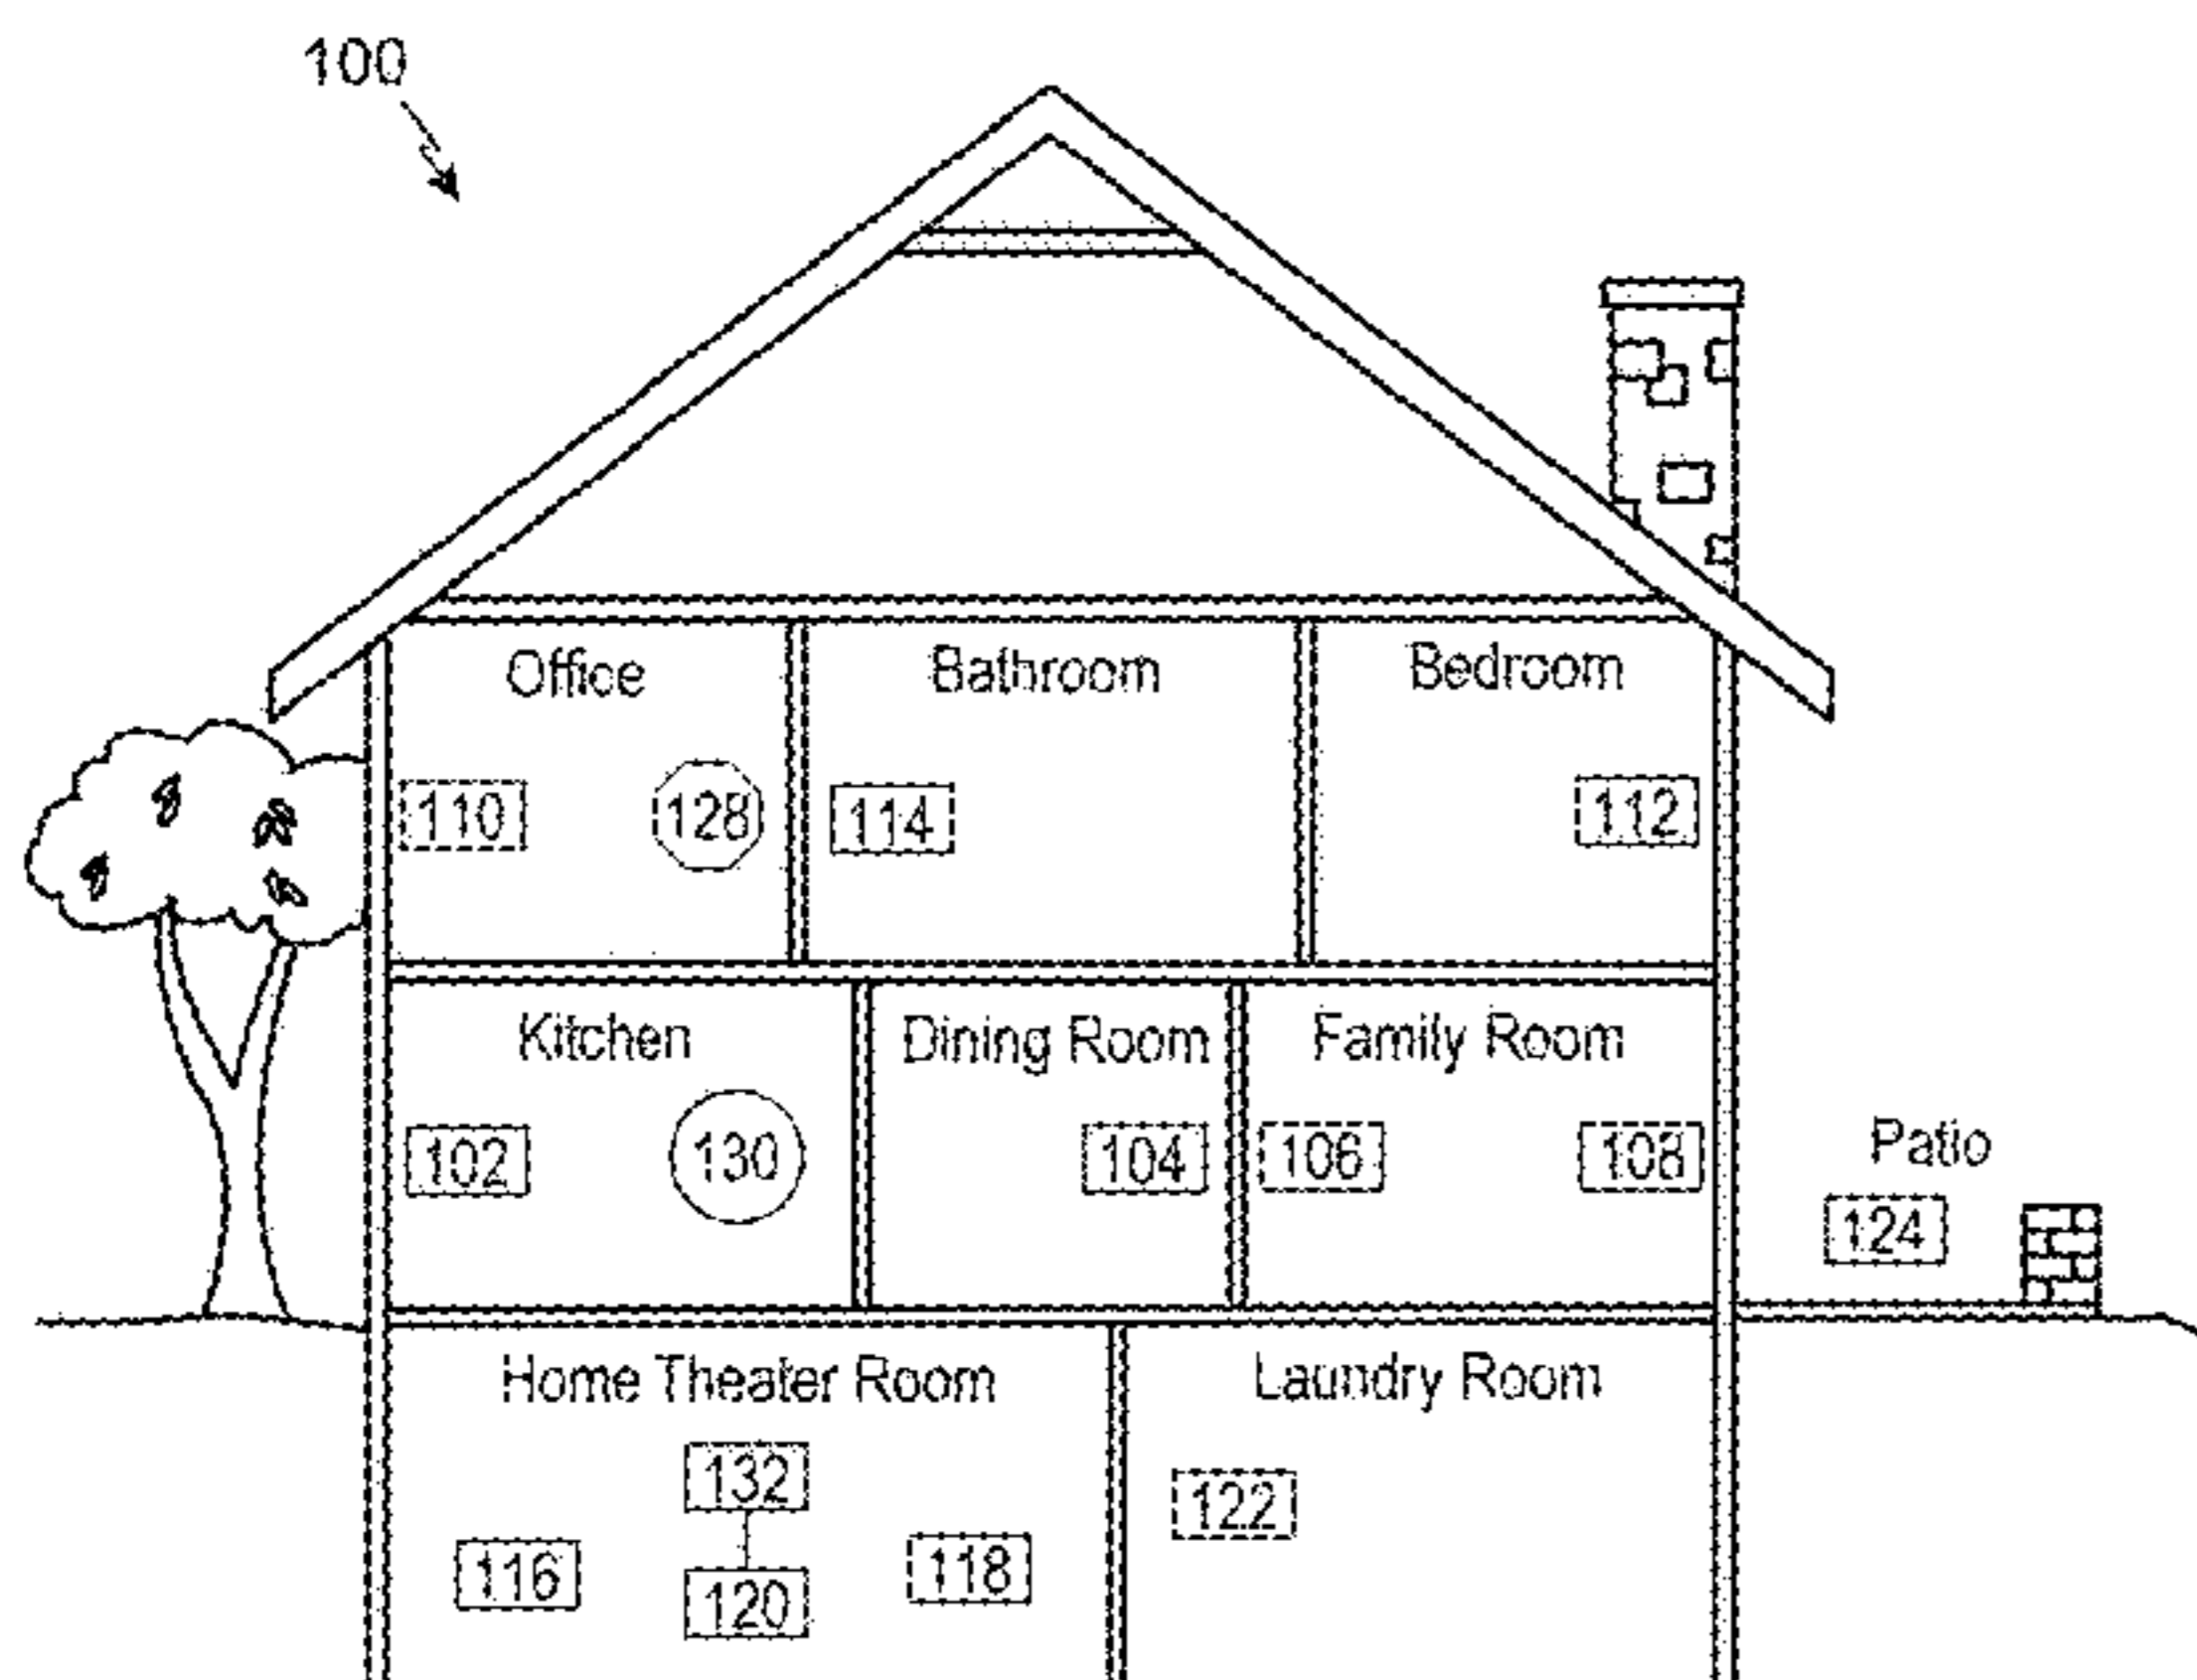 100
Office
Bathroom
Bedroom
110
128
114
112
Kitchen
Dining Room
Family Room
102
130
104
106
108
Patio
124
Home Theater Room
Laundry Room
132
122
116
120
118